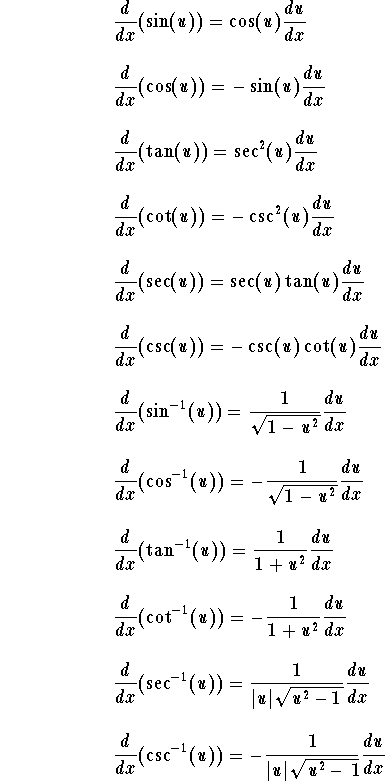 d/dx (sin(u)) = cos(u) du/dx
d/dx (cos(u)) = − sin(u) du/dx
d/dx (tan(u)) = sec²(u) du/dx
d/dx (cot(u)) = − csc²(u) du/dx
d/dx (sec(u)) = sec(u) tan(u) du/dx
d/dx (csc(u)) = − csc(u) cot(u) du/dx
d/dx (sin⁻¹(u)) = 1/√(1 − u²) du/dx
d/dx (cos⁻¹(u)) = − 1/√(1 − u²) du/dx
d/dx (tan⁻¹(u)) = 1/(1 + u²) du/dx
d/dx (cot⁻¹(u)) = − 1/(1 + u²) du/dx
d/dx (sec⁻¹(u)) = 1/(|u|√(u² − 1)) du/dx
d/dx (csc⁻¹(u)) = − 1/(|u|√(u² − 1)) du/dx